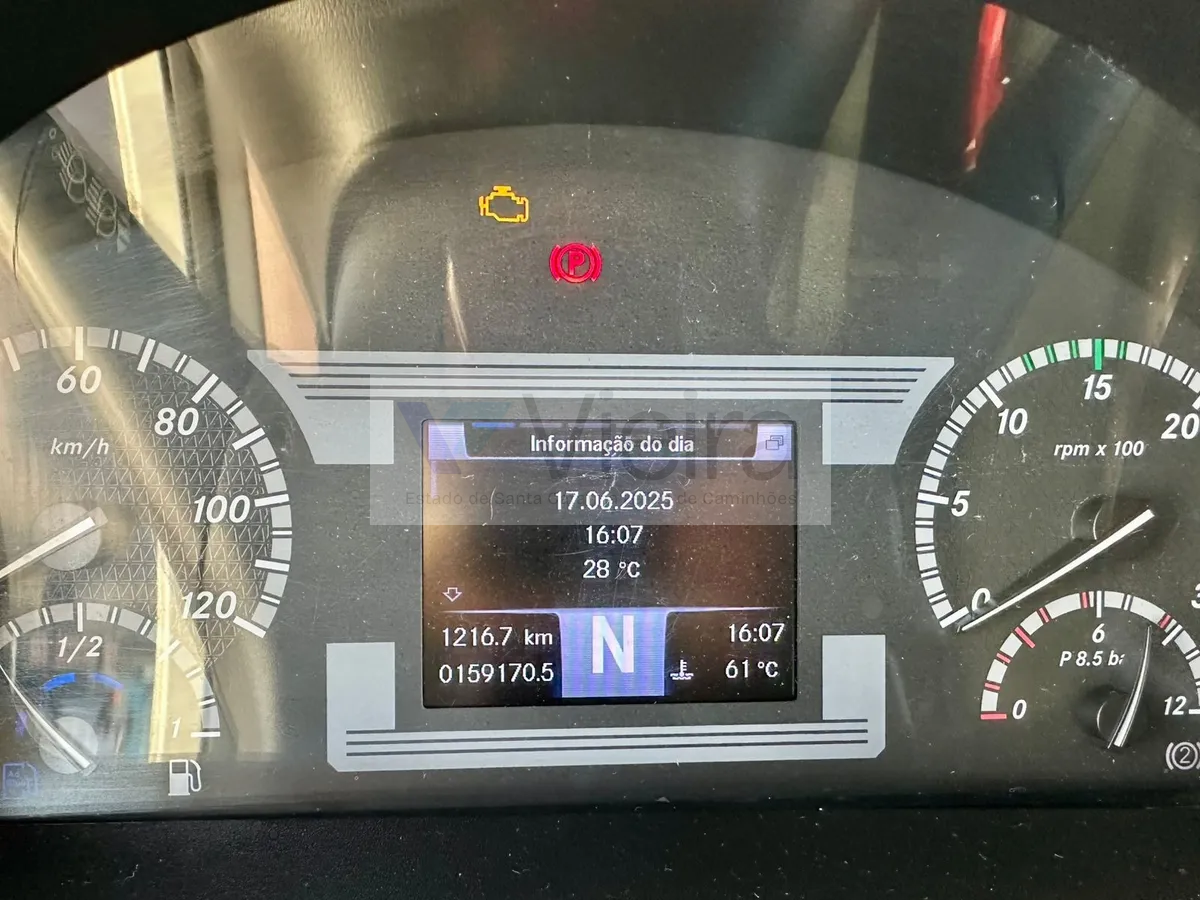 60
80
km/h
100
120
1/2
1
Vieira
Estado de Santa de Caminhões
Informação do dia
17.06.2025
16:07
28 °C
1216.7 km
0159170.5
N
16:07
61 °C
P
10
15
20
rpm x 100
5
0
6
P 8.5 ba
0
12
2